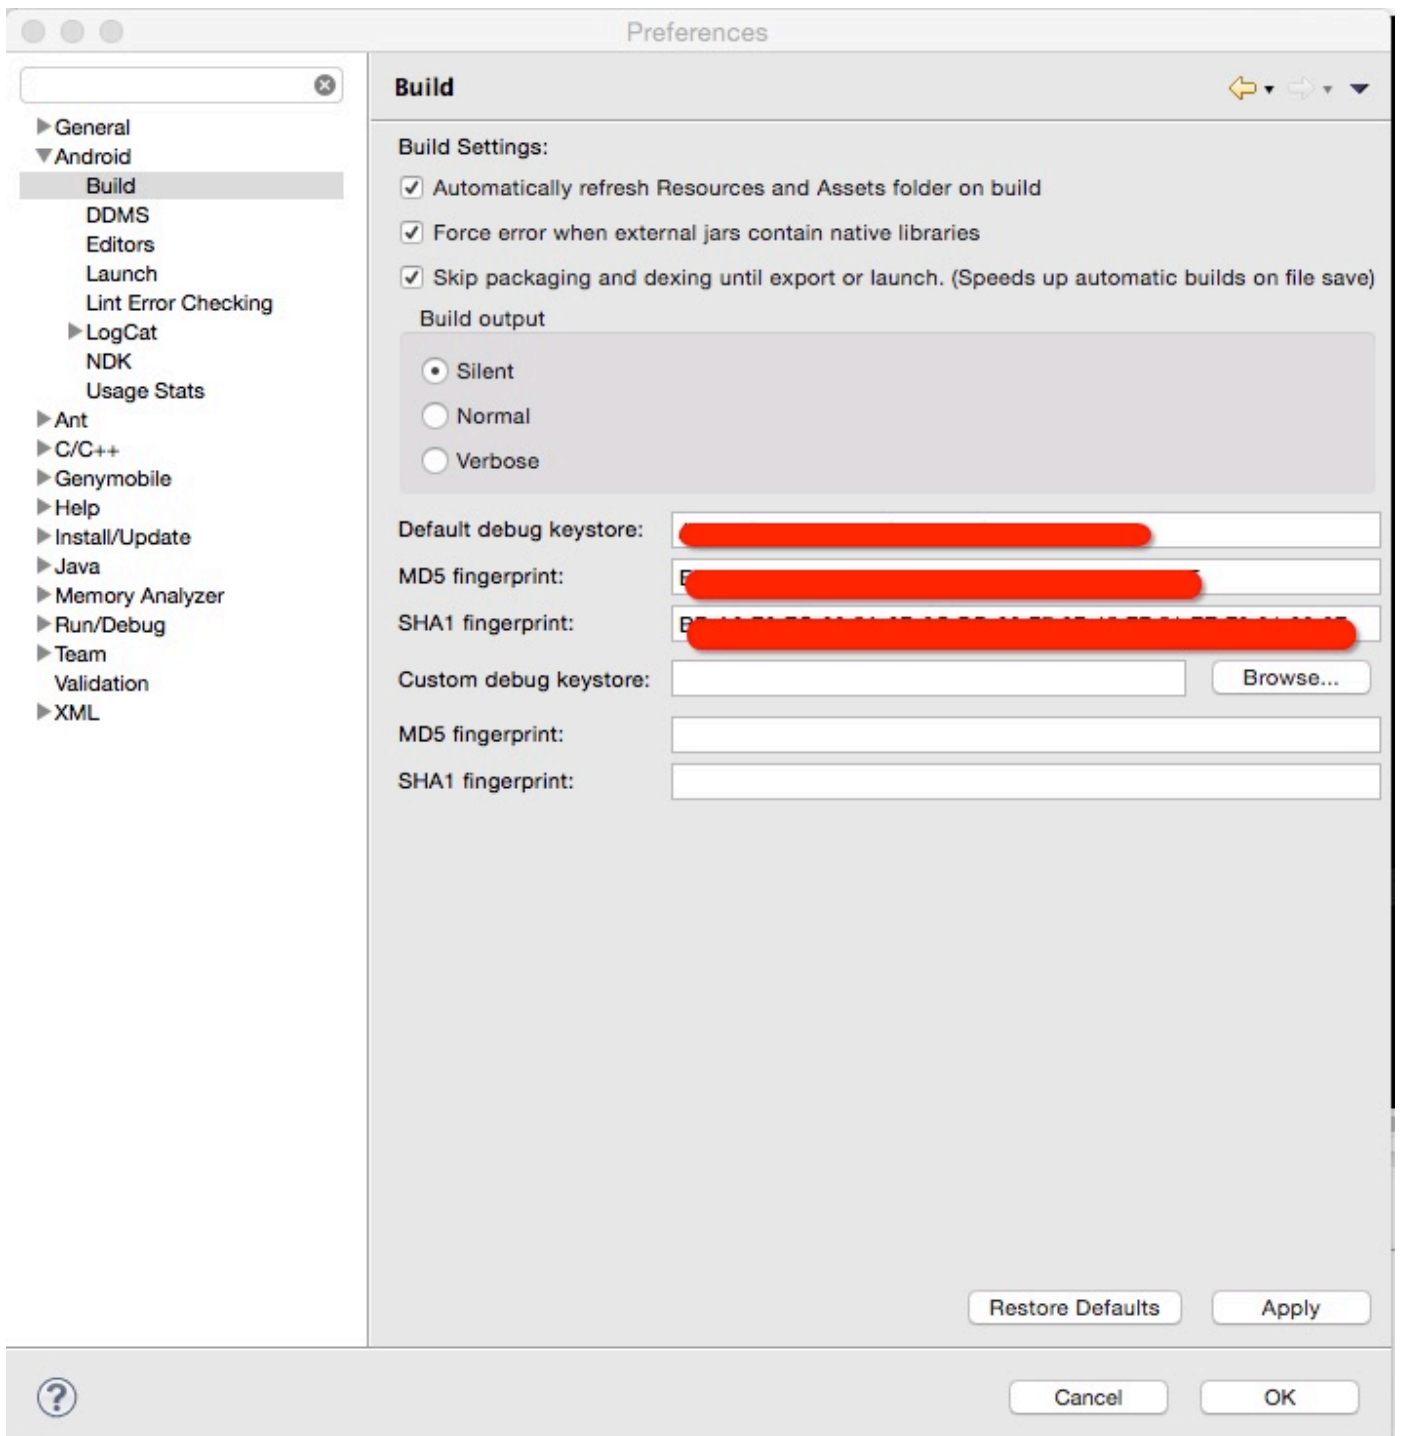 Preferences
General
Android
Build
DDMS
Editors
Launch
Lint Error Checking
LogCat
NDK
Usage Stats
Ant
C/C++
Genymobile
Help
Install/Update
Java
Memory Analyzer
Run/Debug
Team
Validation
XML
Build
Build Settings:
Automatically refresh Resources and Assets folder on build
Force error when external jars contain native libraries
Skip packaging and dexing until export or launch. (Speeds up automatic builds on file save)
Build output
Silent
Normal
Verbose
Default debug keystore:
MD5 fingerprint:
SHA1 fingerprint:
Custom debug keystore:
Browse...
MD5 fingerprint:
SHA1 fingerprint:
Restore Defaults
Apply
?
Cancel
OK